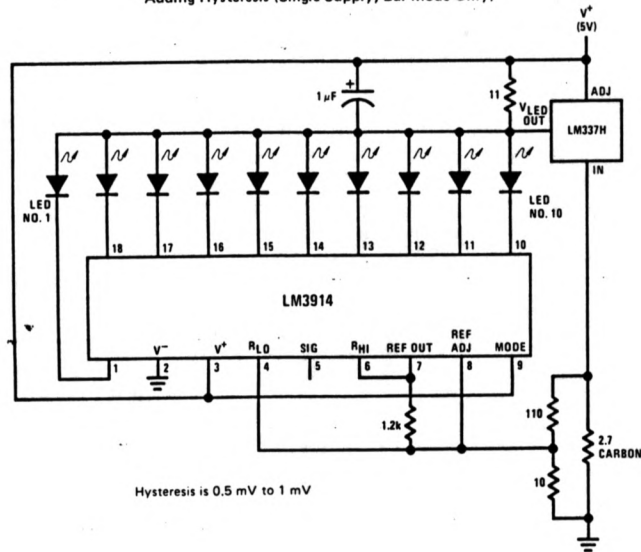 Adding Hysteresis (Single Supply, Bar Mode Only)
V+
(5V)
1 μF
11
VLED
OUT
ADJ
LM337H
IN
LED
NO. 1
LED
NO. 10
18 17 16 15 14 13 12 11 10
LM3914
V− V+ RLO SIG RHI REF OUT REF ADJ MODE
1 2 3 4 5 6 7 8 9
1.2k
110
10
2.7
CARBON
Hysteresis is 0.5 mV to 1 mV